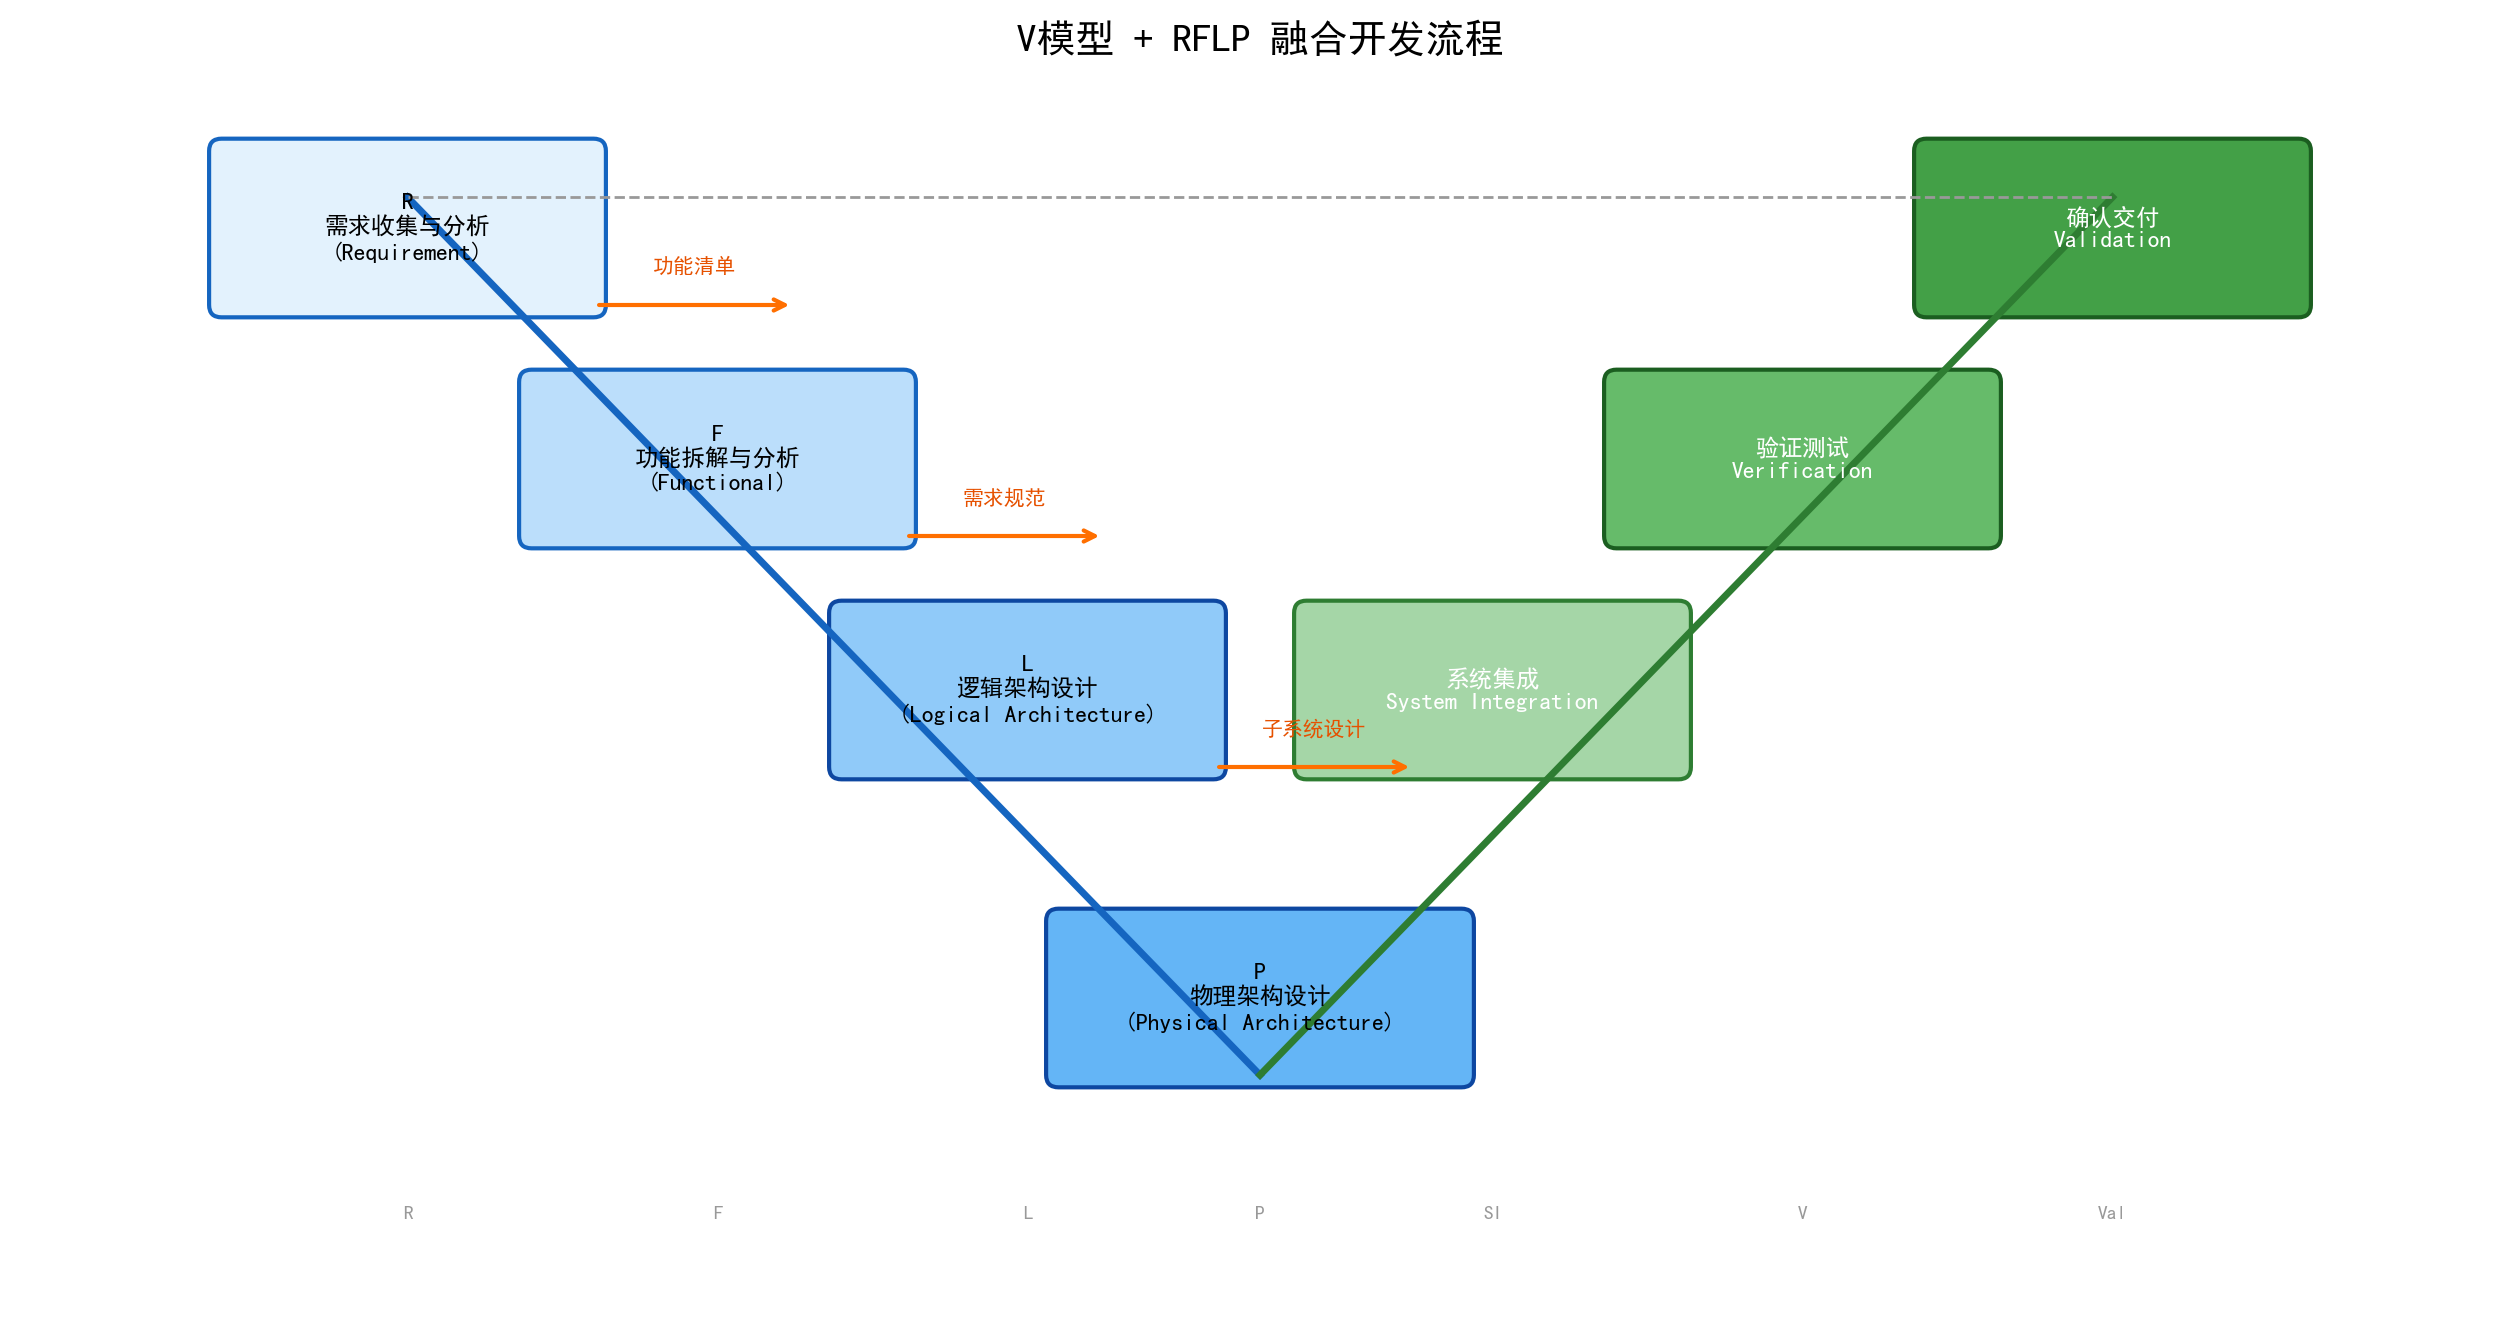 V模型 + RFLP 融合开发流程
R
需求收集与分析
(Requirement)
功能清单
确认交付
Validation
F
功能拆解与分析
(Functional)
需求规范
验证测试
Verification
L
逻辑架构设计
(Logical Architecture)
子系统设计
系统集成
System Integration
P
物理架构设计
(Physical Architecture)
R
F
L
P
SI
V
Val